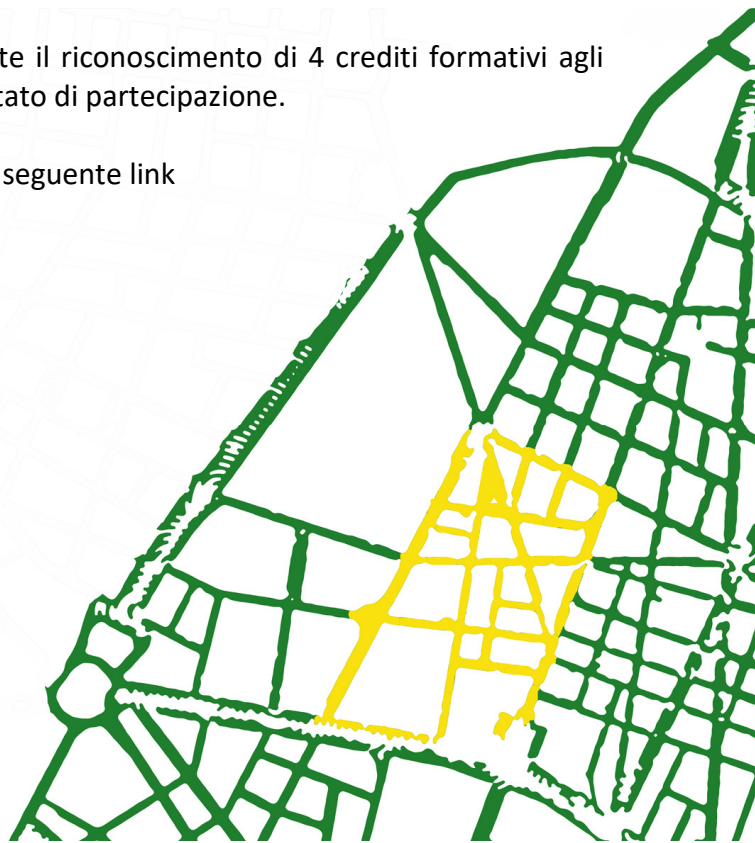 te il riconoscimento di 4 crediti formativi agli
tato di partecipazione.
seguente link